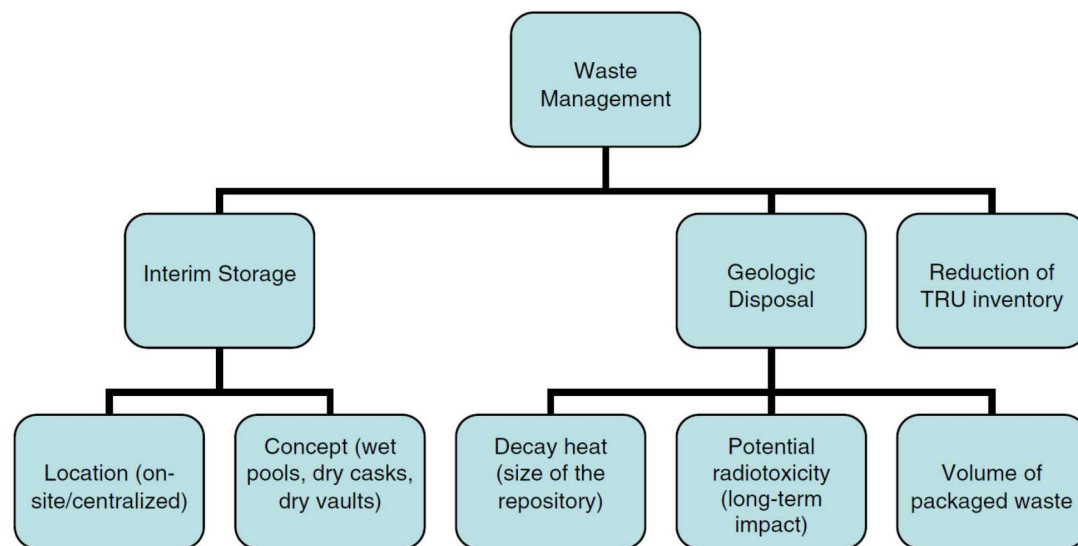 Waste
Management
Interim Storage
Geologic
Disposal
Reduction of
TRU inventory
Location (on-
site/centralized)
Concept (wet
pools, dry casks,
dry vaults)
Decay heat
(size of the
repository)
Potential
radiotoxicity
(long-term
impact)
Volume of
packaged waste